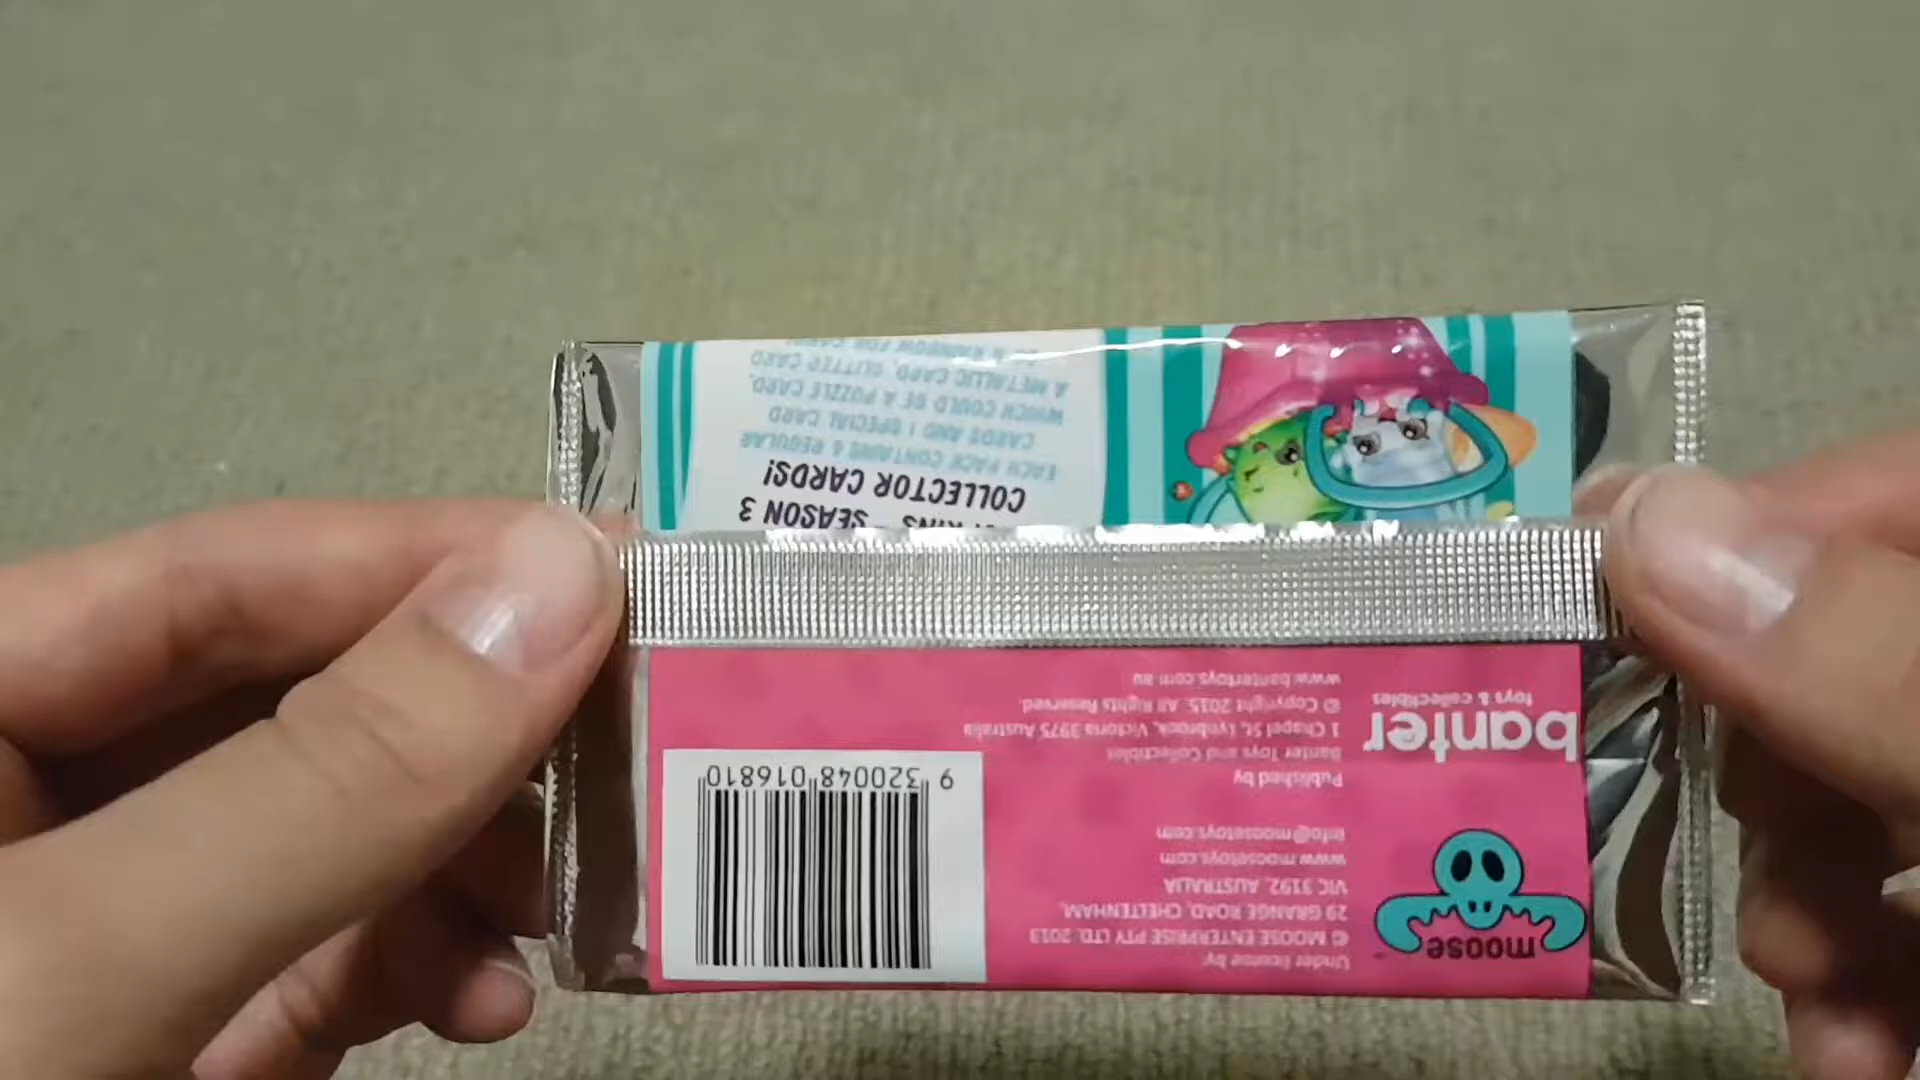 moose
Under license by:
© MOOSE ENTERPRISE PTY LTD. 2013
29 GRANGE ROAD, CHELTENHAM,
VIC 3192, AUSTRALIA
www.moosetoys.com
info@moosetoys.com
banter
toys & collectibles
Published by
Banter Toys and Collectibles
1 Chapel St, Lynbrook, Victoria 3975 Australia
© Copyright 2015. All Rights Reserved.
www.bantertoys.com.au
9 320048 016810
SEASON 3
COLLECTOR CARDS!
EACH PACK CONTAINS 6 REGULAR
CARDS AND 1 SPECIAL CARD
WHICH COULD BE A PUZZLE CARD,
A METALLIC CARD, GLITTER CARD
RAINBOW